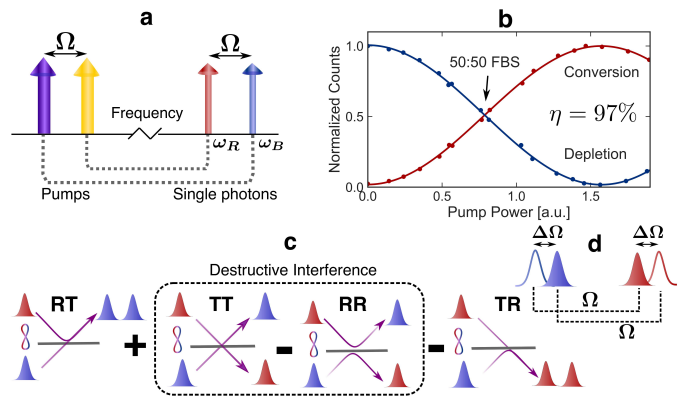 a
Ω
Ω
Frequency
ω_R
ω_B
Pumps
Single photons
b
Normalized Counts
1.0
0.5
0.0
50:50 FBS
Conversion
η = 97%
Depletion
0.0
0.5
1.0
1.5
Pump Power [a.u.]
c
Destructive Interference
RT
+
TT
-
RR
-
TR
d
ΔΩ
ΔΩ
Ω
Ω